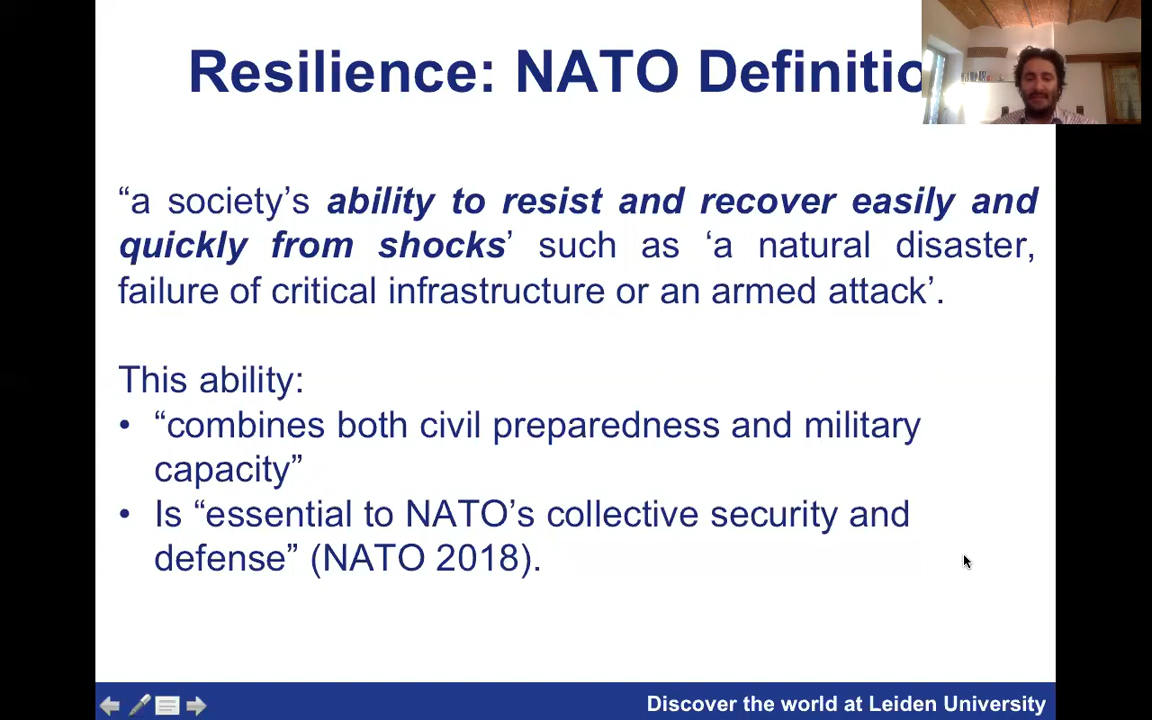 Resilience: NATO Definitio
“a society’s ability to resist and recover easily and
quickly from shocks’ such as ‘a natural disaster,
failure of critical infrastructure or an armed attack’.
This ability:
• “combines both civil preparedness and military
capacity”
• Is “essential to NATO’s collective security and
defense” (NATO 2018).
Discover the world at Leiden University